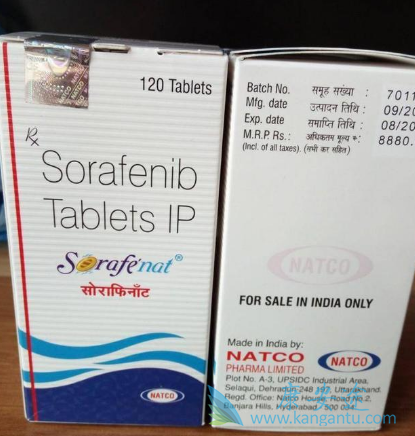 120 Tablets
Rx
Sorafenib
Tablets IP
Sorafenat®
सोराफिनॅट
NATCO
Batch No. समूह संख्या : 7011
Mfg. date उत्पादन तिथि : 09/20
Exp. date समाप्ति तिथि : 08/20
M.R.P. Rs.: अधिकतम मूल्य रु: 8880.
(Incl. of all taxes). (सभी कर सहित)
NATCO
FOR SALE IN INDIA ONLY
Made in India by:
NATCO
PHARMA LIMITED
NATCO
Plot No. A-3, UPSIDC Industrial Area,
Selaqui, Dehradun-248 197, Uttarakhand.
Regd. Office: Natco House, Road No.2,
Banjara Hills, Hyderabad - 500 034.
www.kangantu.com